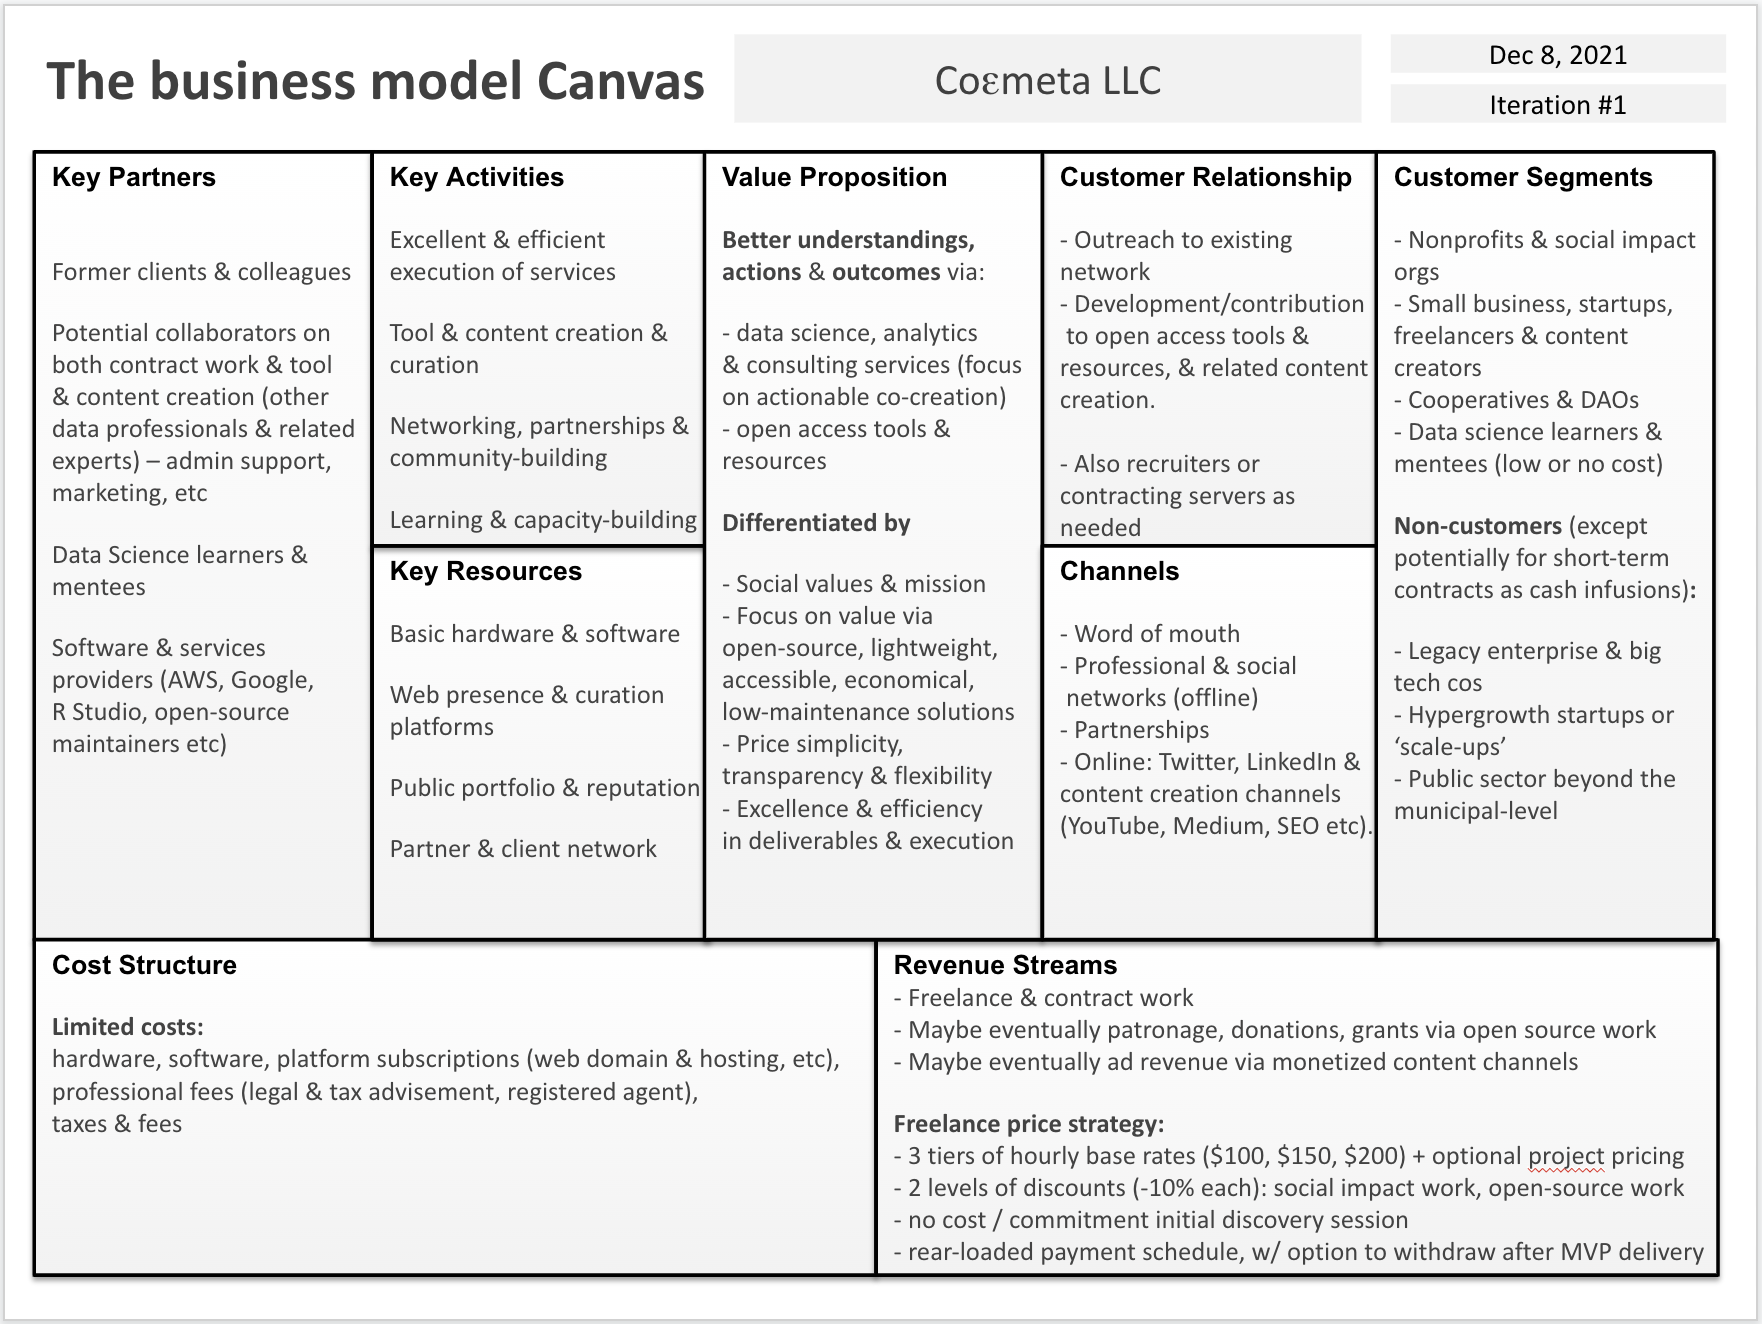 The business model Canvas
Coεmeta LLC
Dec 8, 2021
Iteration #1
Key Partners
Former clients & colleagues
Potential collaborators on
both contract work & tool
& content creation (other
data professionals & related
experts) – admin support,
marketing, etc
Data Science learners &
mentees
Software & services
providers (AWS, Google,
R Studio, open-source
maintainers etc)
Key Activities
Excellent & efficient
execution of services
Tool & content creation &
curation
Networking, partnerships &
community-building
Learning & capacity-building
Key Resources
Basic hardware & software
Web presence & curation
platforms
Public portfolio & reputation
Partner & client network
Value Proposition
Better understandings,
actions & outcomes via:
- data science, analytics
& consulting services (focus
on actionable co-creation)
- open access tools &
resources
Differentiated by
- Social values & mission
- Focus on value via
open-source, lightweight,
accessible, economical,
low-maintenance solutions
- Price simplicity,
transparency & flexibility
- Excellence & efficiency
in deliverables & execution
Customer Relationship
- Outreach to existing
network
- Development/contribution
to open access tools &
resources, & related content
creation.
- Also recruiters or
contracting servers as
needed
Channels
- Word of mouth
- Professional & social
networks (offline)
- Partnerships
- Online: Twitter, LinkedIn &
content creation channels
(YouTube, Medium, SEO etc).
Customer Segments
- Nonprofits & social impact
orgs
- Small business, startups,
freelancers & content
creators
- Cooperatives & DAOs
- Data science learners &
mentees (low or no cost)
Non-customers (except
potentially for short-term
contracts as cash infusions):
- Legacy enterprise & big
tech cos
- Hypergrowth startups or
‘scale-ups’
- Public sector beyond the
municipal-level
Cost Structure
Limited costs:
hardware, software, platform subscriptions (web domain & hosting, etc),
professional fees (legal & tax advisement, registered agent),
taxes & fees
Revenue Streams
- Freelance & contract work
- Maybe eventually patronage, donations, grants via open source work
- Maybe eventually ad revenue via monetized content channels
Freelance price strategy:
- 3 tiers of hourly base rates ($100, $150, $200) + optional project pricing
- 2 levels of discounts (-10% each): social impact work, open-source work
- no cost / commitment initial discovery session
- rear-loaded payment schedule, w/ option to withdraw after MVP delivery